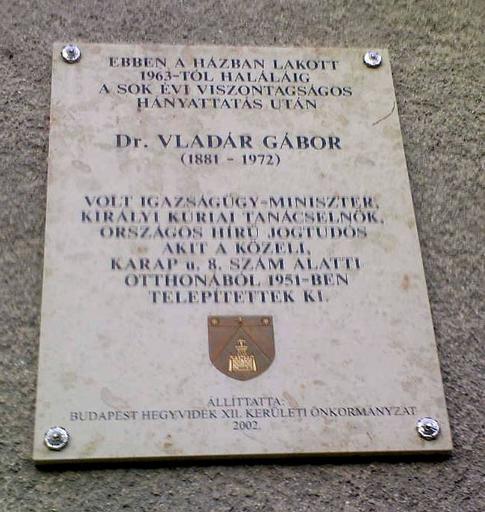 EBBEN A HÁZBAN LAKOTT
1963-TÓL HALÁLÁIG
A SOK ÉVI VISZONTAGSÁGOS
HÁNYATTATÁS UTÁN
Dr. VLADÁR GÁBOR
(1881 - 1972)
VOLT IGAZSÁGÜGY-MINISZTER,
KIRÁLYI KÚRIAI TANÁCSELNÖK,
ORSZÁGOS HÍRŰ JOGTUDÓS
AKIT A KÖZELI,
KARAP u. 8. SZÁM ALATTI
OTTHONÁBÓL 1951-BEN
TELEPÍTETTEK KI.
ÁLLÍTTATTA:
BUDAPEST HEGYVIDÉK XII. KERÜLETI ÖNKORMÁNYZAT
2002.